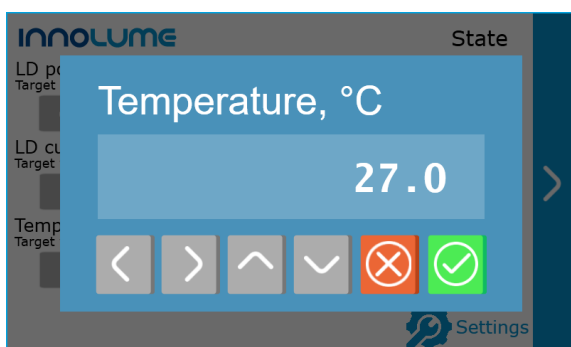 INNOLUME
State
LD po
Target
LD cu
Target
Temp
Target
Temperature, °C
27.0
Settings